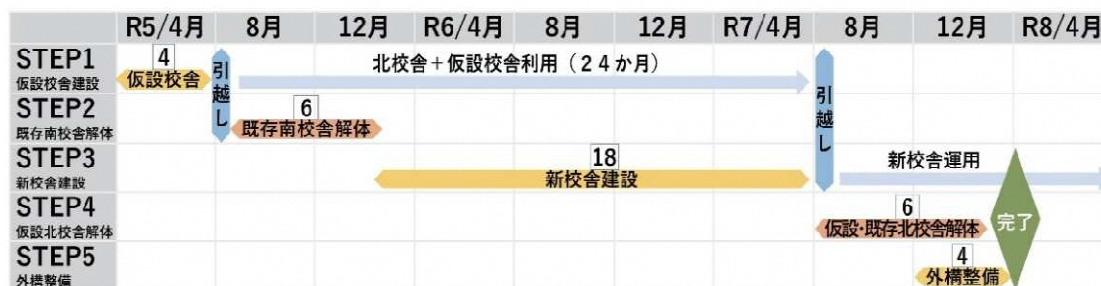 R5/4月 8月 12月 R6/4月 8月 12月 R7/4月 8月 12月 R8/4月
STEP1
仮設校舎建設
4
仮設校舎
引越し
北校舎+仮設校舎利用(24か月)
引越し
STEP2
既存南校舎解体
6
既存南校舎解体
STEP3
新校舎建設
18
新校舎建設
新校舎運用
STEP4
仮設北校舎解体
6
仮設・既存北校舎解体
完了
STEP5
外構整備
4
外構整備